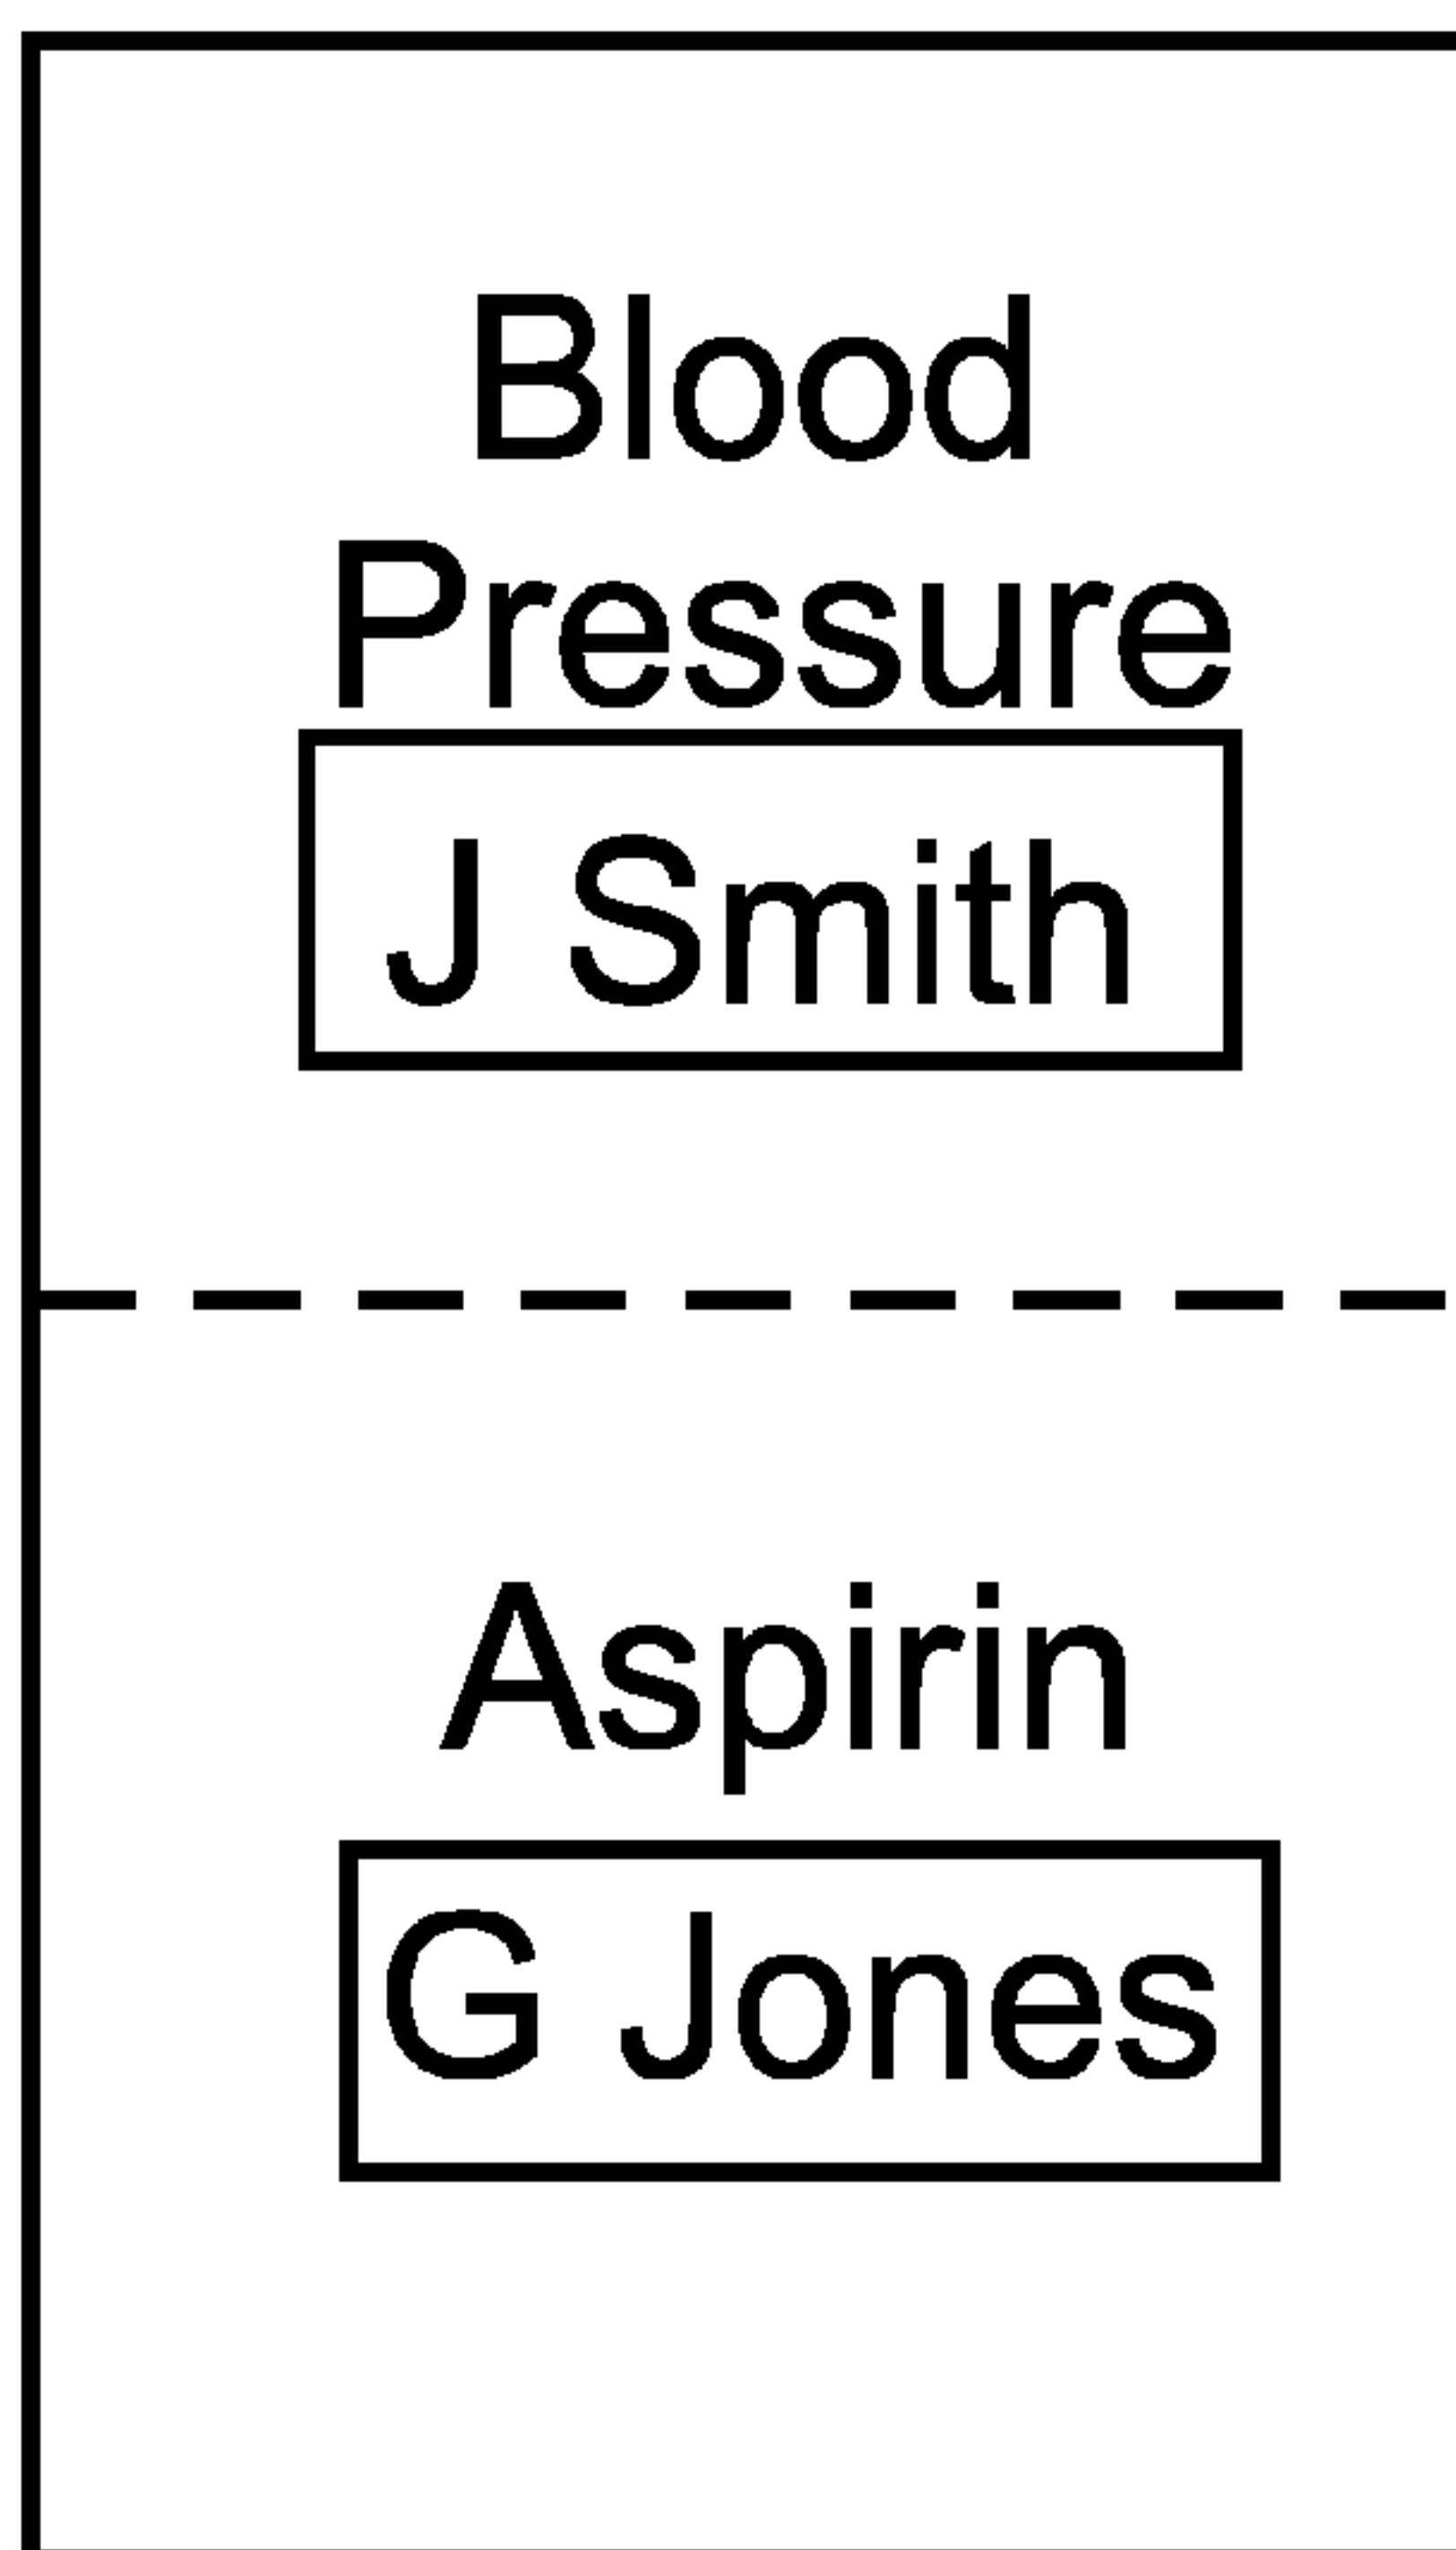 Blood
Pressure
J Smith
Aspirin
G Jones